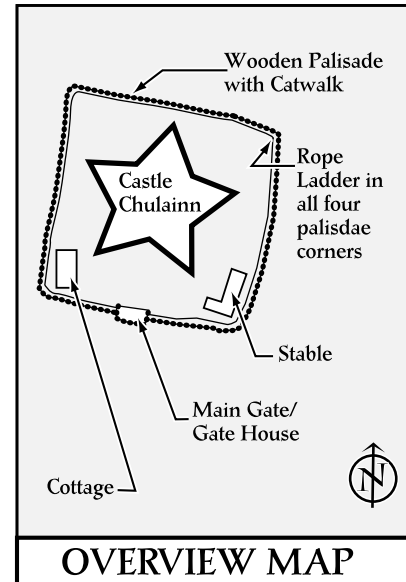 Wooden Palisade
with Catwalk
Castle
Chulainn
Rope
Ladder in
all four
palisdae
corners
Stable
Main Gate/
Gate House
Cottage
N
OVERVIEW MAP